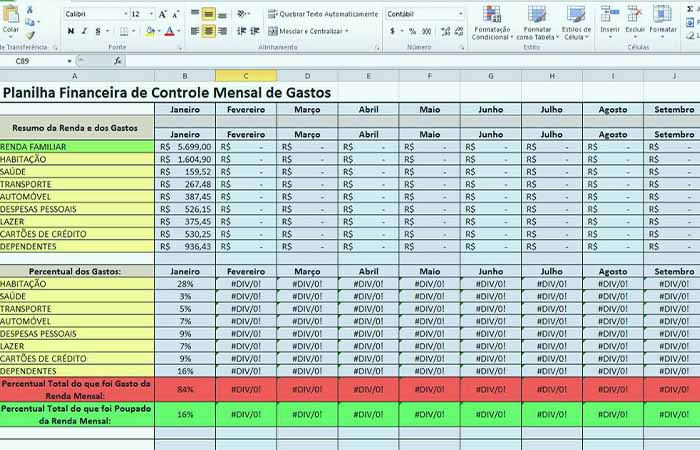 Colar
Calibri 12 A A Quebrar Texto Automaticamente Contábil
N I S A Mesclar e Centralizar $ % 000
Formatação Condicional Formatar como Tabela Estilos de Célula Inserir Excluir Formatar
de Transferência Fonte Alinhamento Número Estilo Células
C89 fx
A B C D E F G H I J
Planilha Financeira de Controle Mensal de Gastos
Janeiro Fevereiro Março Abril Maio Junho Julho Agosto Setembro
Resumo da Renda e dos Gastos
Janeiro Fevereiro Março Abril Maio Junho Julho Agosto Setembro
RENDA FAMILIAR R$ 5.699,00 R$ - R$ - R$ - R$ - R$ - R$ - R$ - R$ -
HABITAÇÃO R$ 1.604,90 R$ - R$ - R$ - R$ - R$ - R$ - R$ - R$ -
SAÚDE R$ 159,52 R$ - R$ - R$ - R$ - R$ - R$ - R$ - R$ -
TRANSPORTE R$ 267,48 R$ - R$ - R$ - R$ - R$ - R$ - R$ - R$ -
AUTOMÓVEL R$ 387,45 R$ - R$ - R$ - R$ - R$ - R$ - R$ - R$ -
DESPESAS PESSOAIS R$ 526,15 R$ - R$ - R$ - R$ - R$ - R$ - R$ - R$ -
LAZER R$ 375,45 R$ - R$ - R$ - R$ - R$ - R$ - R$ - R$ -
CARTÕES DE CRÉDITO R$ 530,25 R$ - R$ - R$ - R$ - R$ - R$ - R$ - R$ -
DEPENDENTES R$ 936,43 R$ - R$ - R$ - R$ - R$ - R$ - R$ - R$ -
Percentual dos Gastos: Janeiro Fevereiro Março Abril Maio Junho Julho Agosto Setembro
HABITAÇÃO 28% #DIV/0! #DIV/0! #DIV/0! #DIV/0! #DIV/0! #DIV/0! #DIV/0! #DIV/0!
SAÚDE 3% #DIV/0! #DIV/0! #DIV/0! #DIV/0! #DIV/0! #DIV/0! #DIV/0! #DIV/0!
TRANSPORTE 5% #DIV/0! #DIV/0! #DIV/0! #DIV/0! #DIV/0! #DIV/0! #DIV/0! #DIV/0!
AUTOMÓVEL 7% #DIV/0! #DIV/0! #DIV/0! #DIV/0! #DIV/0! #DIV/0! #DIV/0! #DIV/0!
DESPESAS PESSOAIS 9% #DIV/0! #DIV/0! #DIV/0! #DIV/0! #DIV/0! #DIV/0! #DIV/0! #DIV/0!
LAZER 7% #DIV/0! #DIV/0! #DIV/0! #DIV/0! #DIV/0! #DIV/0! #DIV/0! #DIV/0!
CARTÕES DE CRÉDITO 9% #DIV/0! #DIV/0! #DIV/0! #DIV/0! #DIV/0! #DIV/0! #DIV/0! #DIV/0!
DEPENDENTES 16% #DIV/0! #DIV/0! #DIV/0! #DIV/0! #DIV/0! #DIV/0! #DIV/0! #DIV/0!
Percentual Total do que foi Gasto da
Renda Mensal: 84% #DIV/0! #DIV/0! #DIV/0! #DIV/0! #DIV/0! #DIV/0! #DIV/0! #DIV/0!
Percentual Total do que foi Poupado
da Renda Mensal: 16% #DIV/0! #DIV/0! #DIV/0! #DIV/0! #DIV/0! #DIV/0! #DIV/0! #DIV/0!